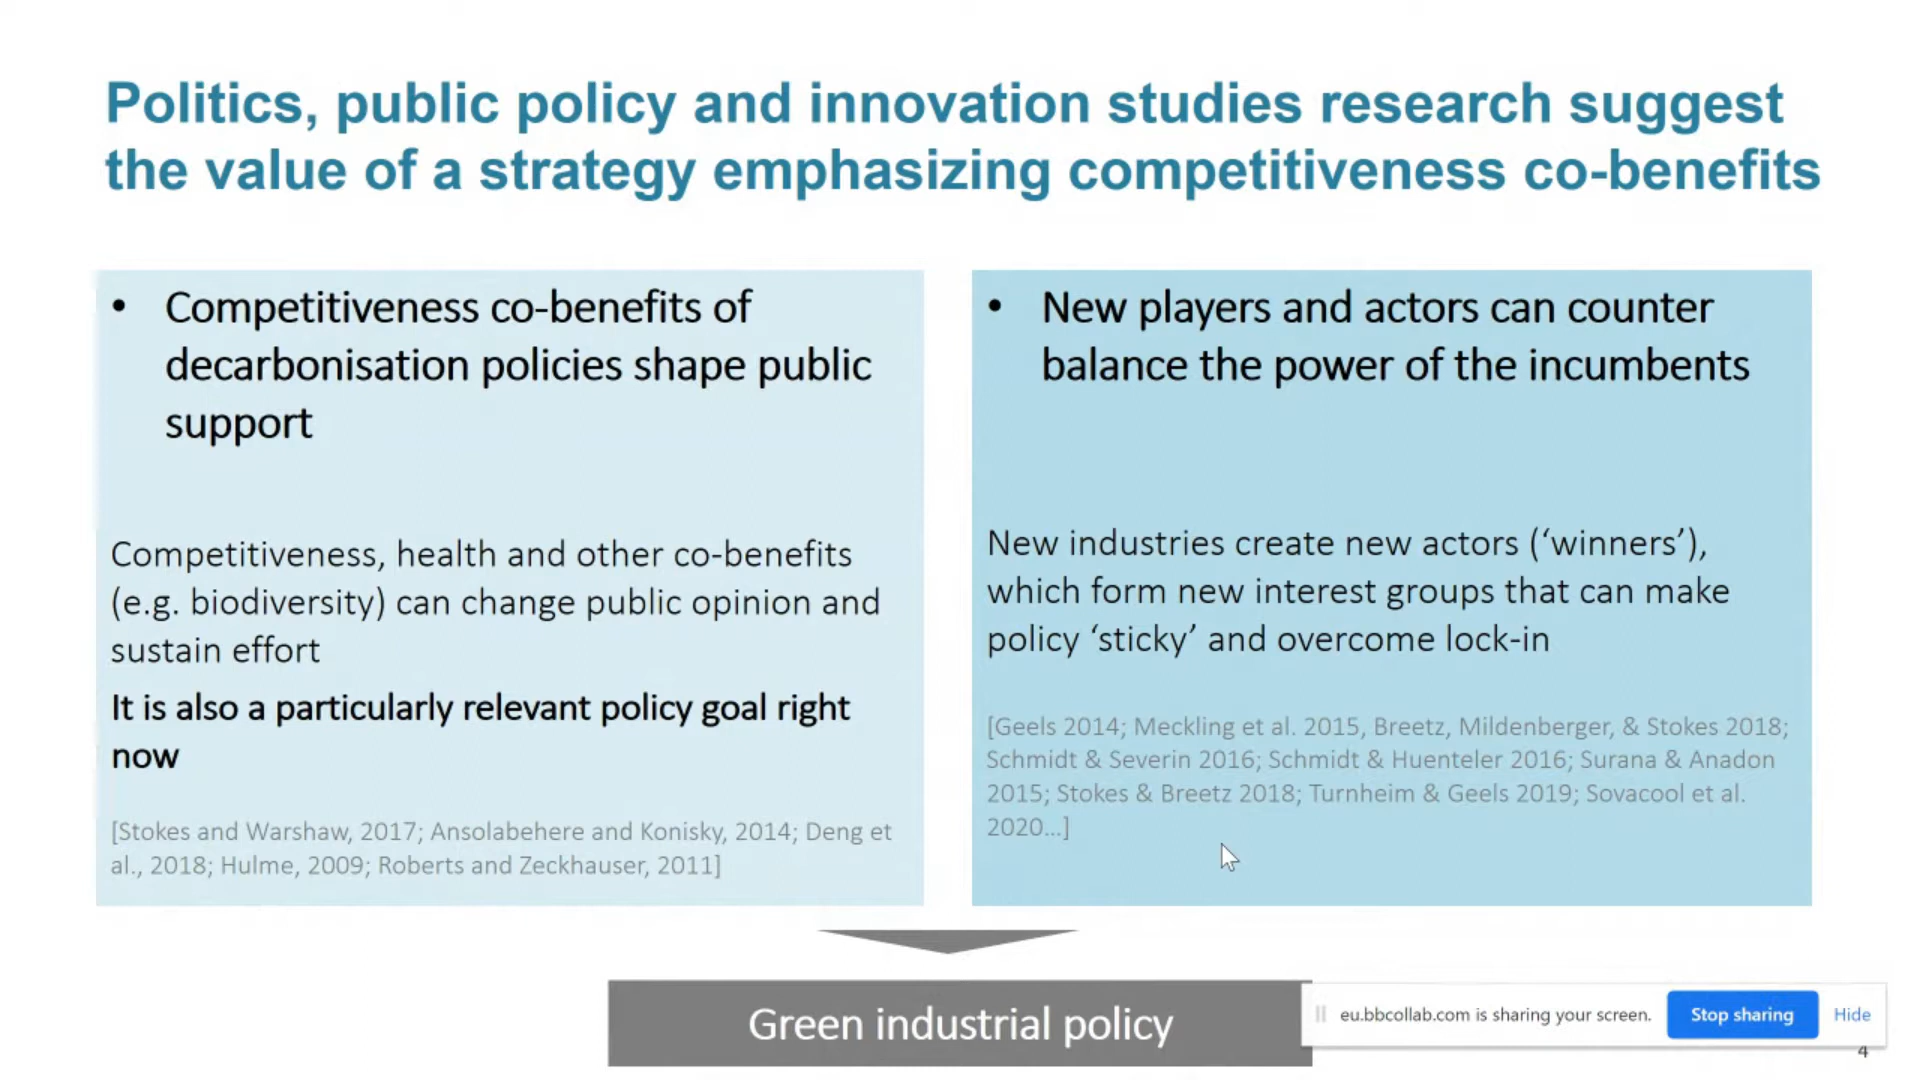 Politics, public policy and innovation studies research suggest
the value of a strategy emphasizing competitiveness co-benefits
• Competitiveness co-benefits of
decarbonisation policies shape public
support
Competitiveness, health and other co-benefits
(e.g. biodiversity) can change public opinion and
sustain effort
It is also a particularly relevant policy goal right
now
[Stokes and Warshaw, 2017; Ansolabehere and Konisky, 2014; Deng et
al., 2018; Hulme, 2009; Roberts and Zeckhauser, 2011]
• New players and actors can counter
balance the power of the incumbents
New industries create new actors (‘winners’),
which form new interest groups that can make
policy ‘sticky’ and overcome lock-in
[Geels 2014; Meckling et al. 2015, Breetz, Mildenberger, & Stokes 2018;
Schmidt & Severin 2016; Schmidt & Huenteler 2016; Surana & Anadon
2015; Stokes & Breetz 2018; Turnheim & Geels 2019; Sovacool et al.
2020…]
Green industrial policy
eu.bbcollab.com is sharing your screen.
Stop sharing
Hide
4